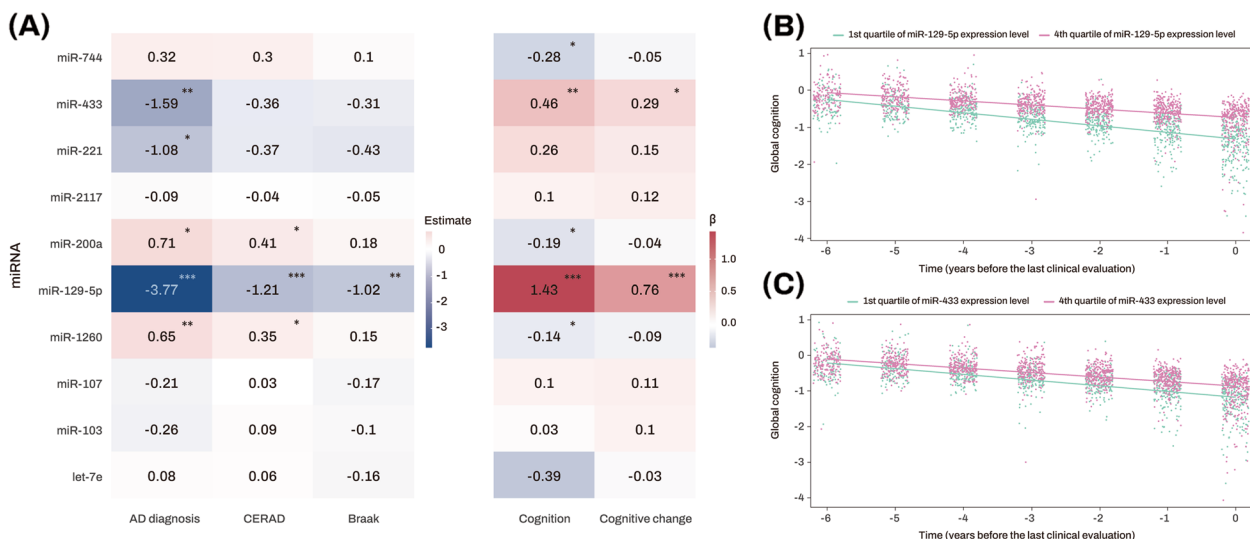 (A)
miRNA
miR-744 0.32 0.3 0.1 -0.28 * -0.05
miR-433 -1.59 ** -0.36 -0.31 0.46 ** 0.29 *
miR-221 -1.08 * -0.37 -0.43 0.26 0.15
miR-2117 -0.09 -0.04 -0.05 0.1 0.12
miR-200a 0.71 * 0.41 * 0.18 -0.19 * -0.04
miR-129-5p -3.77 *** -1.21 *** -1.02 ** 1.43 *** 0.76 ***
miR-1260 0.65 ** 0.35 * 0.15 -0.14 * -0.09
miR-107 -0.21 0.03 -0.17 0.1 0.11
miR-103 -0.26 0.09 -0.1 0.03 0.1
let-7e 0.08 0.06 -0.16 -0.39 -0.03
AD diagnosis CERAD Braak Cognition Cognitive change
Estimate
0
-1
-2
-3
β
1.0
0.5
0.0
(B)
1st quartile of miR-129-5p expression level 4th quartile of miR-129-5p expression level
Global cognition
1
0
-1
-2
-3
-4
-6 -5 -4 -3 -2 -1 0
Time (years before the last clinical evaluation)
(C)
1st quartile of miR-433 expression level 4th quartile of miR-433 expression level
Global cognition
1
0
-1
-2
-3
-4
-6 -5 -4 -3 -2 -1 0
Time (years before the last clinical evaluation)